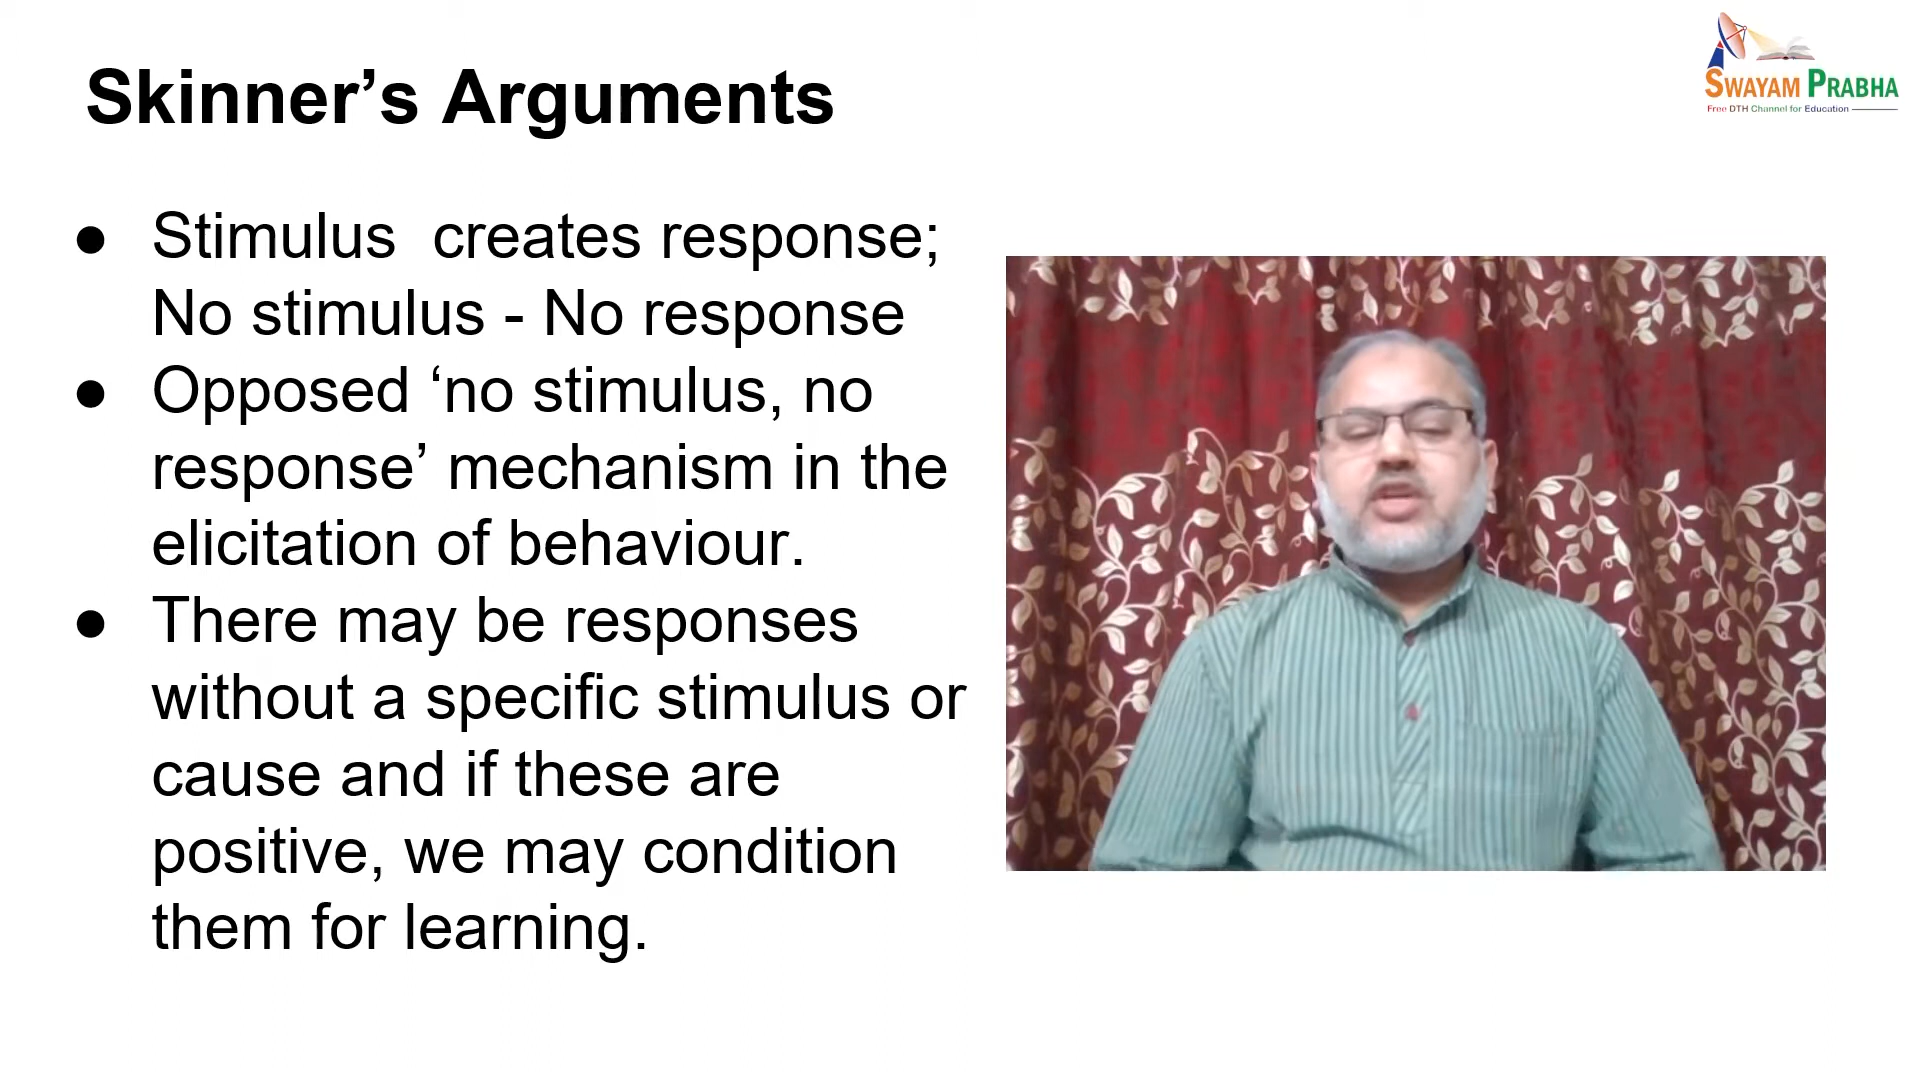 Skinner’s Arguments
SWAYAM PRABHA
Free DTH Channel for Education
● Stimulus  creates response;
No stimulus - No response
● Opposed ‘no stimulus, no
response’ mechanism in the
elicitation of behaviour.
● There may be responses
without a specific stimulus or
cause and if these are
positive, we may condition
them for learning.